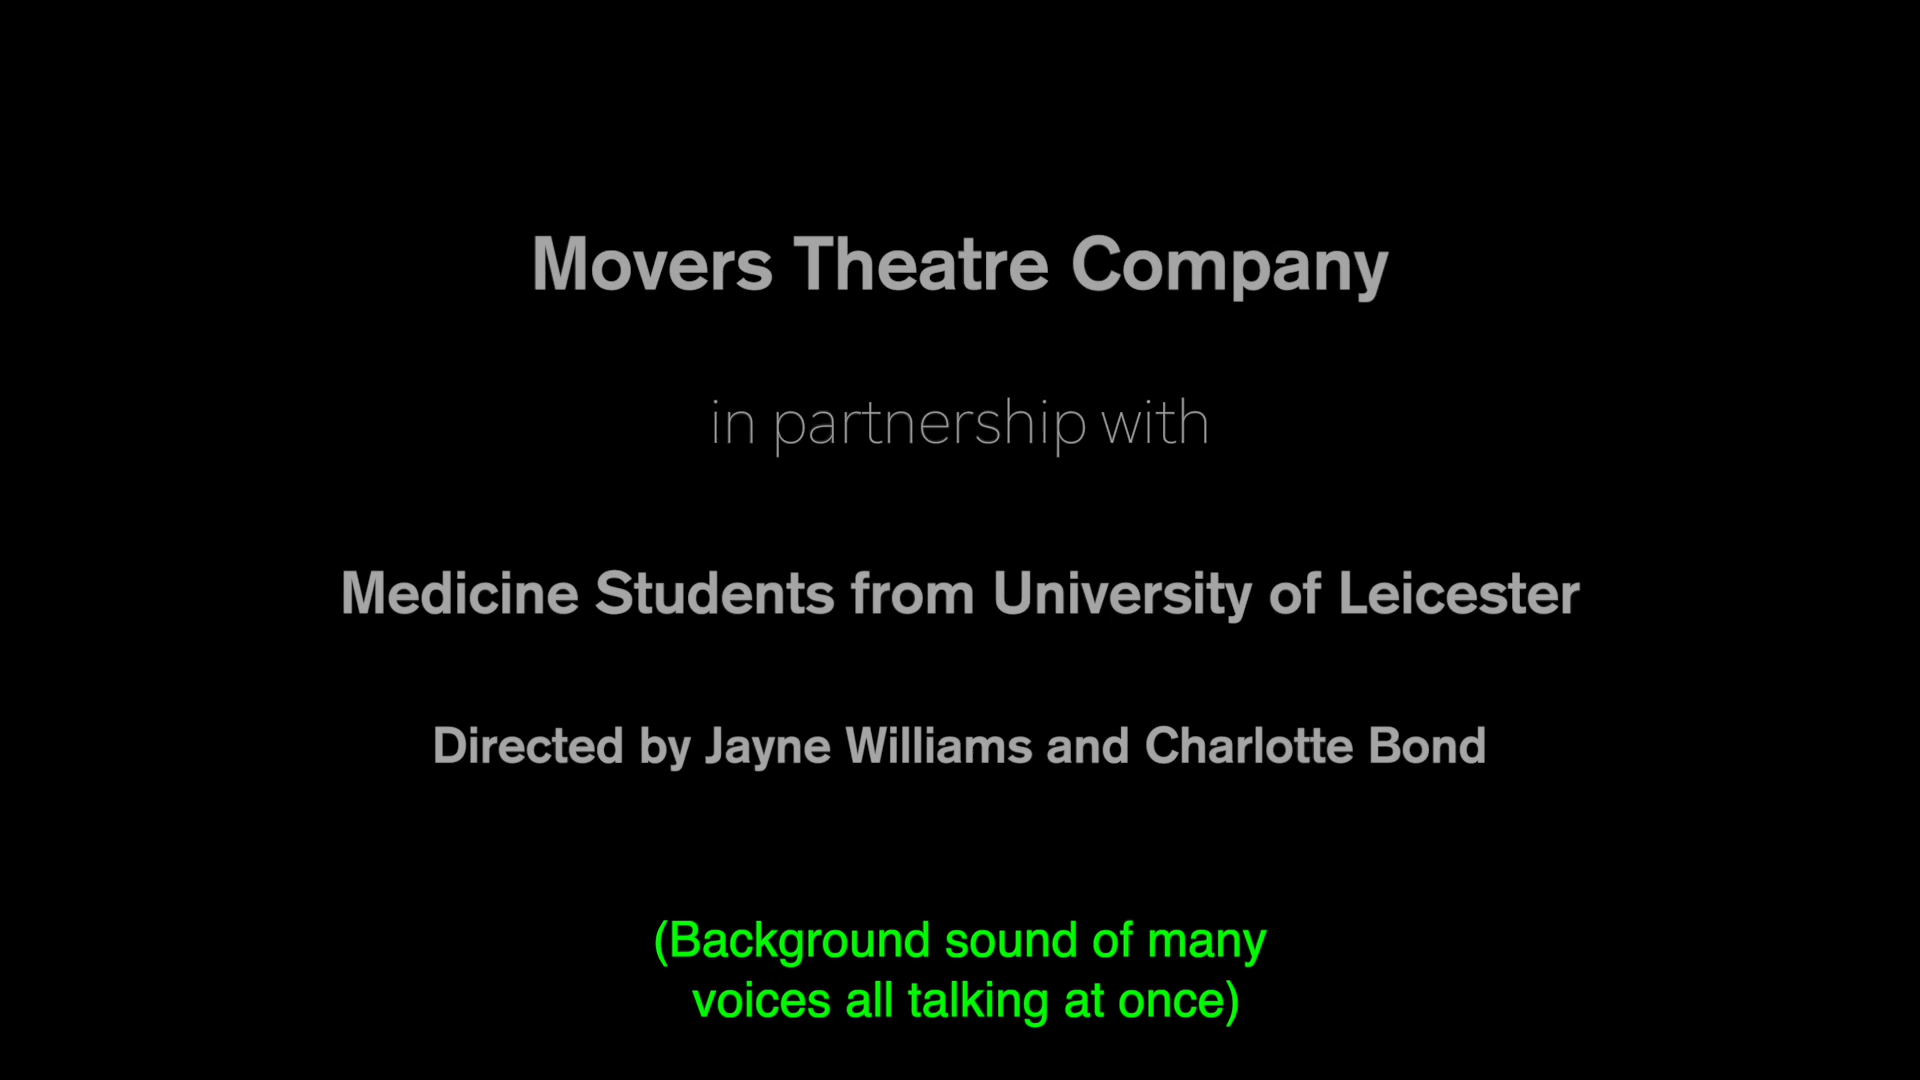 Movers Theatre Company
in partnership with
Medicine Students from University of Leicester
Directed by Jayne Williams and Charlotte Bond
(Background sound of many
voices all talking at once)